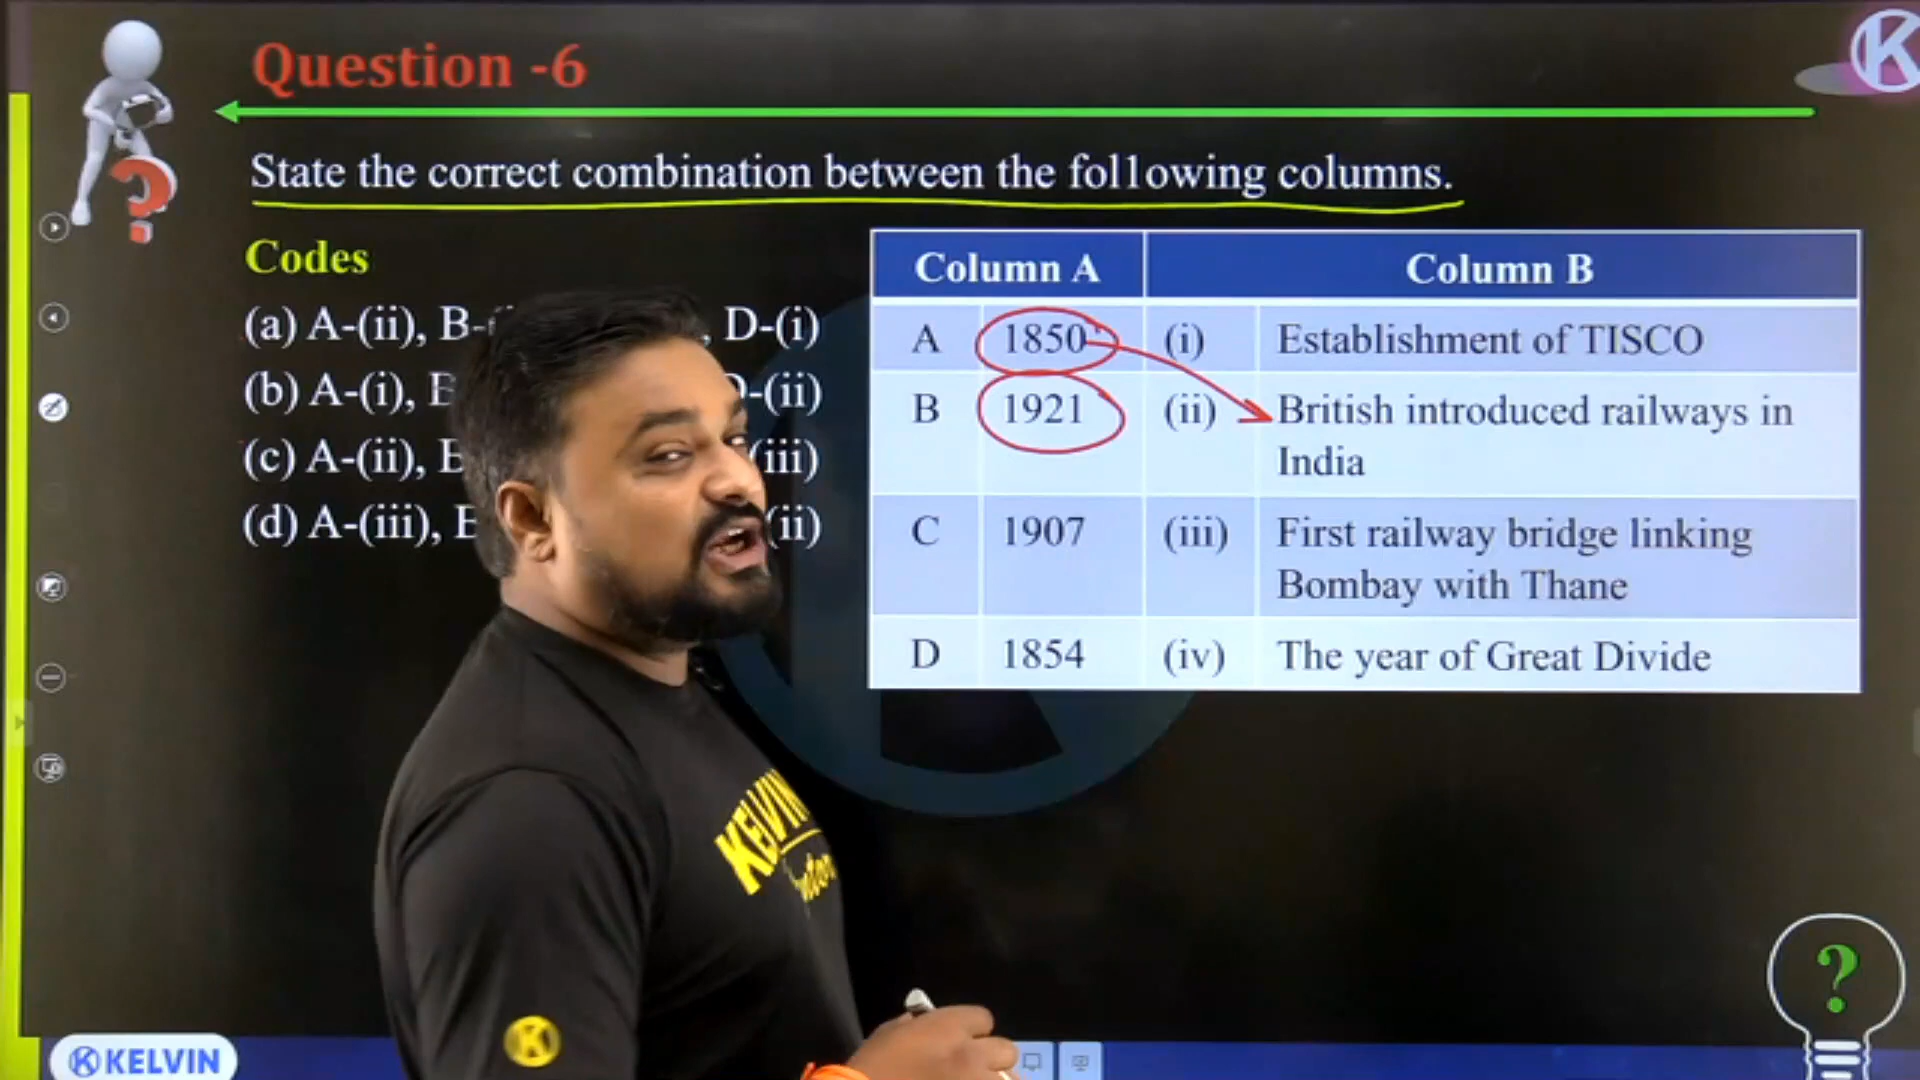 Question -6
State the correct combination between the following columns.
Codes
(a) A-(ii), B- , D-(i)
(b) A-(i), -(ii)
(c) A-(ii), (iii)
(d) A-(iii), (ii)
Column A Column B
A 1850 (i) Establishment of TISCO
B 1921 (ii) British introduced railways in
India
C 1907 (iii) First railway bridge linking
Bombay with Thane
D 1854 (iv) The year of Great Divide
K
KELVIN
K
K KELVIN
?